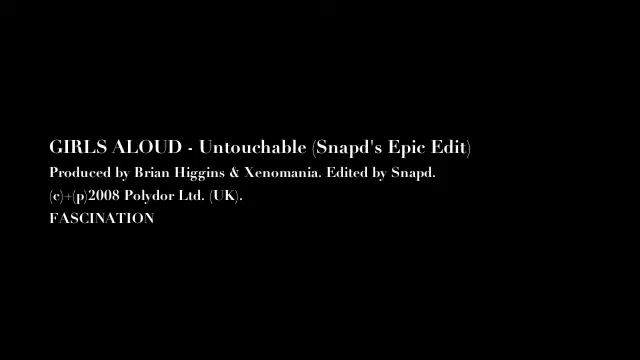 GIRLS ALOUD - Untouchable (Snapd's Epic Edit)
Produced by Brian Higgins & Xenomania. Edited by Snapd.
(c)+(p)2008 Polydor Ltd. (UK).
FASCINATION